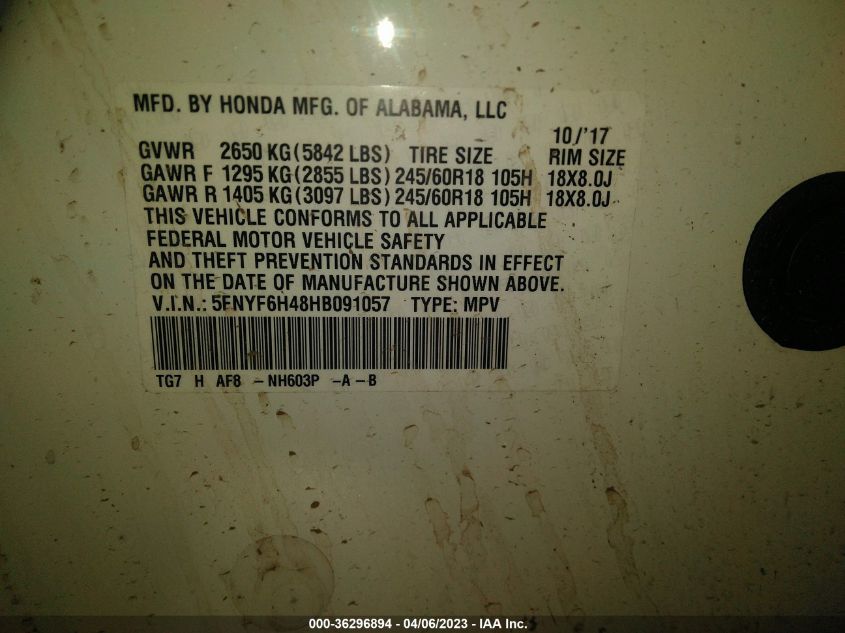 MFD. BY HONDA MFG. OF ALABAMA, LLC
10/'17
GVWR 2650 KG (5842 LBS) TIRE SIZE RIM SIZE
GAWR F 1295 KG (2855 LBS) 245/60R18 105H 18X8.0J
GAWR R 1405 KG (3097 LBS) 245/60R18 105H 18X8.0J
THIS VEHICLE CONFORMS TO ALL APPLICABLE
FEDERAL MOTOR VEHICLE SAFETY
AND THEFT PREVENTION STANDARDS IN EFFECT
ON THE DATE OF MANUFACTURE SHOWN ABOVE.
V.I.N.: 5FNYF6H48HB091057 TYPE: MPV
TG7 H AF8 -NH603P -A-B
000-36296894 - 04/06/2023 - IAA Inc.